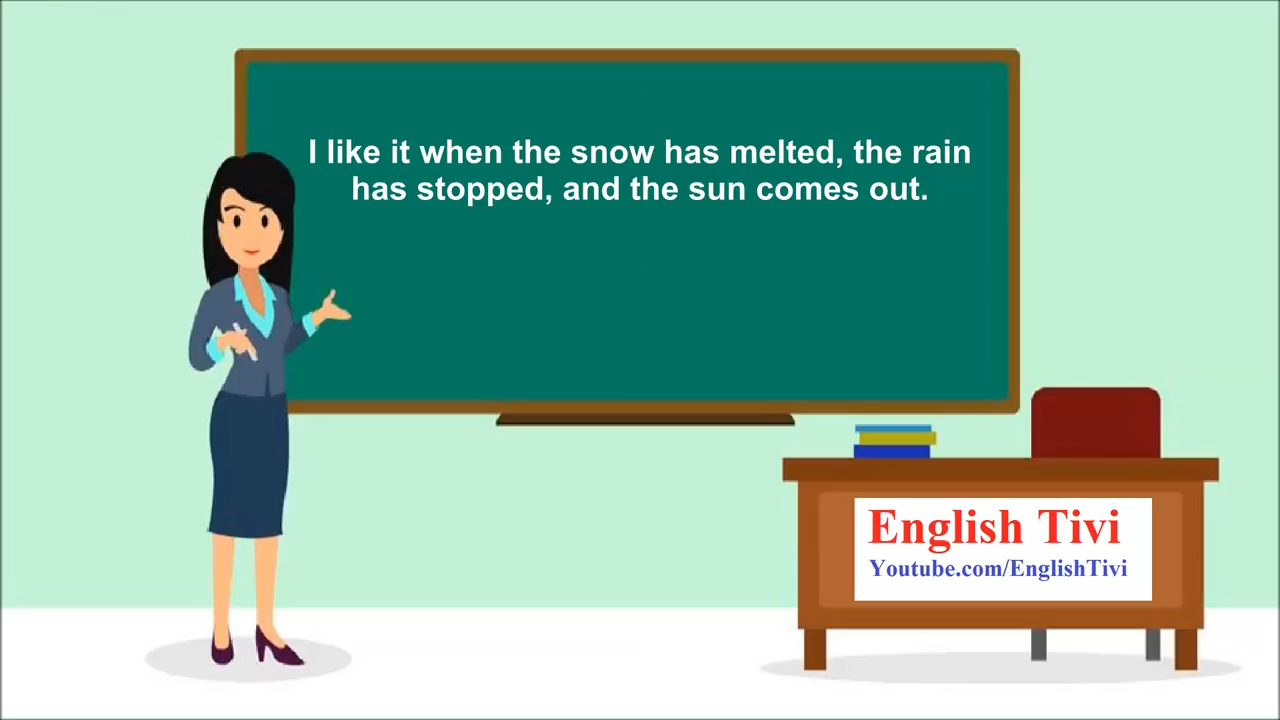 I like it when the snow has melted, the rain
has stopped, and the sun comes out.
English Tivi
Youtube.com/EnglishTivi